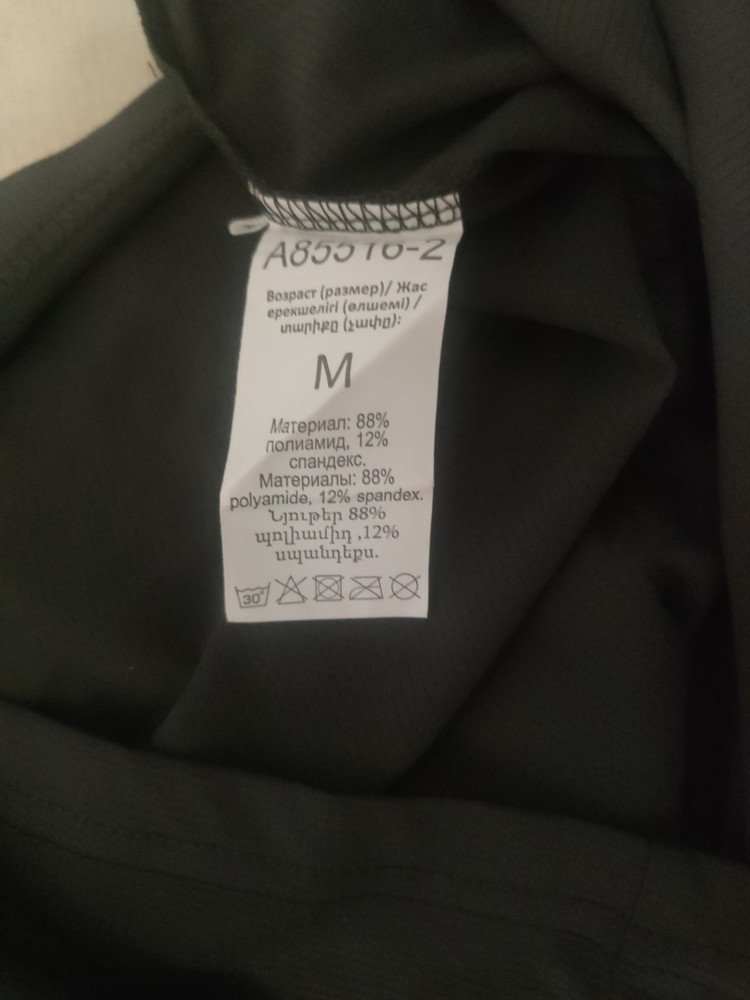 A85516-2
Возраст (размер)/ Жас
ерекшелігі (өлшемі) /
տարիքը (չափը):
M
Материал: 88%
полиамид, 12%
спандекс.
Материалы: 88%
polyamide, 12% spandex.
Նյութեր 88%
պոլիամիդ ,12%
սպանդեքս.
30°